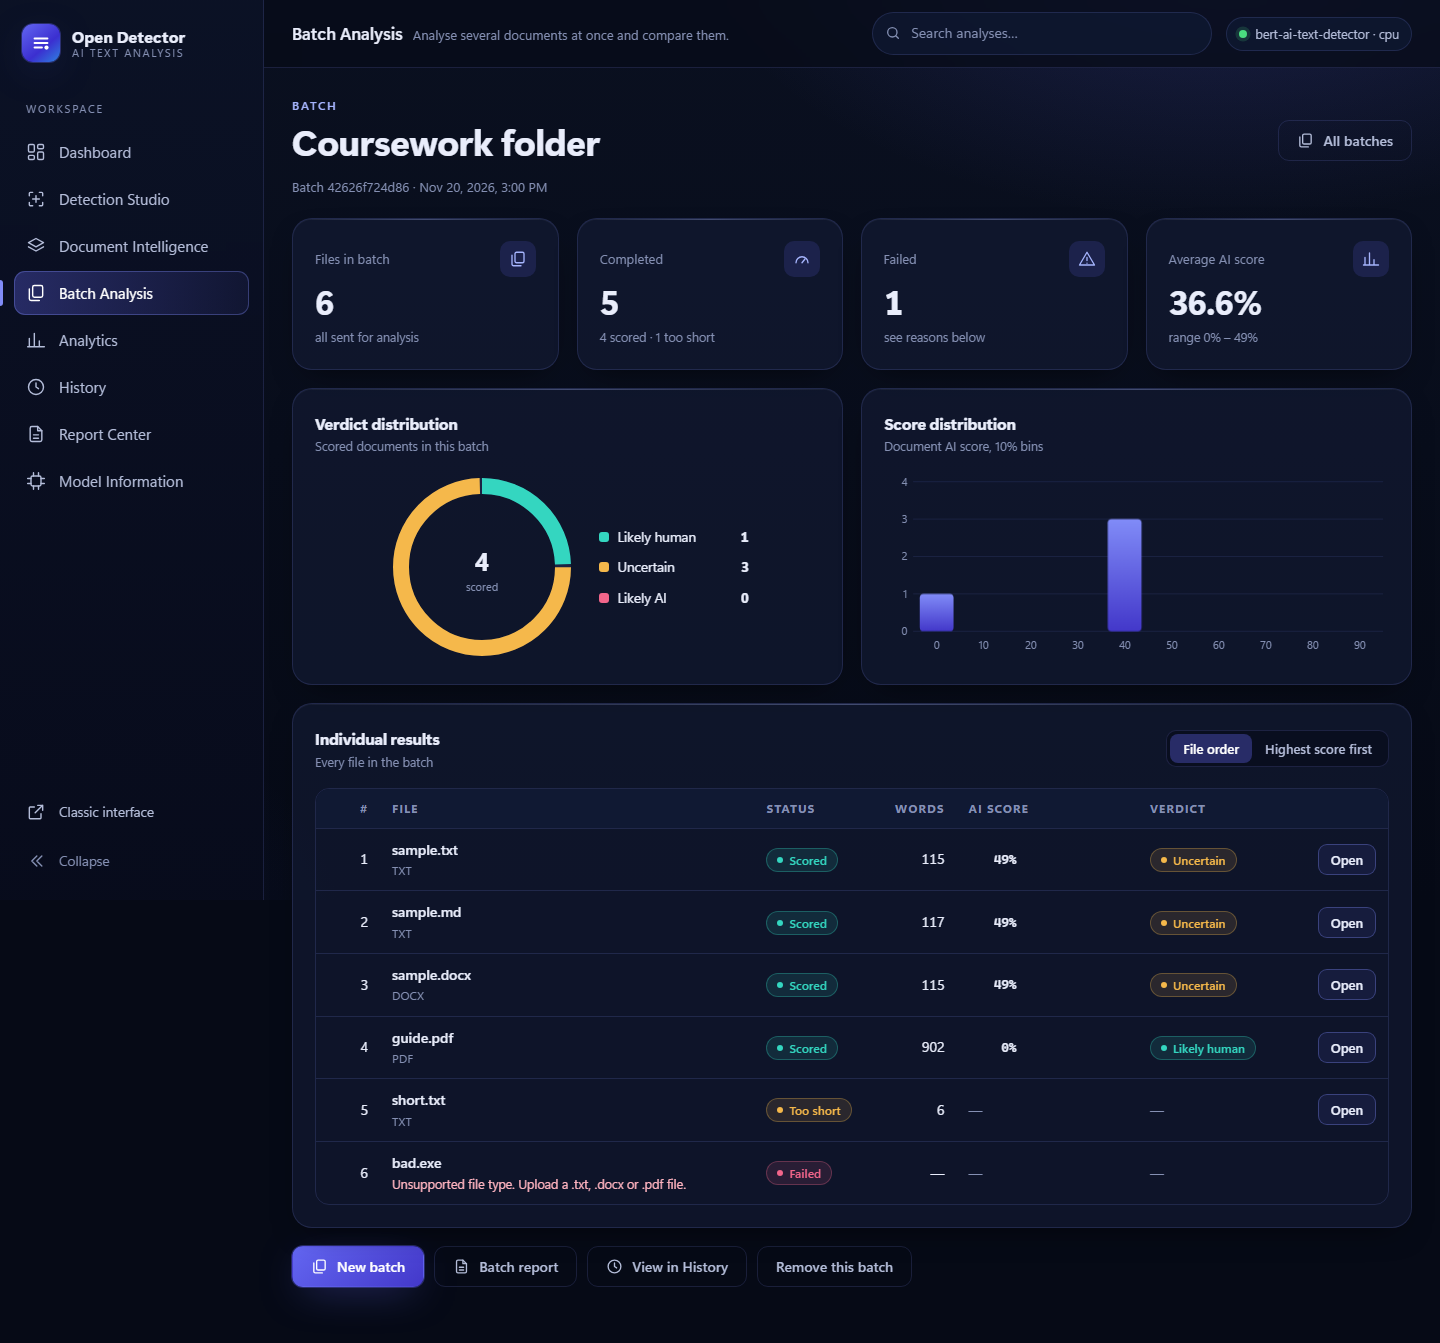 Open Detector
AI TEXT ANALYSIS
WORKSPACE
Dashboard
Detection Studio
Document Intelligence
Batch Analysis
Analytics
History
Report Center
Model Information
Classic interface
Collapse
Batch Analysis Analyse several documents at once and compare them.
Search analyses...
bert-ai-text-detector · cpu
BATCH
Coursework folder
Batch 42626f724d86 · Nov 20, 2026, 3:00 PM
All batches
Files in batch
6
all sent for analysis
Completed
5
4 scored · 1 too short
Failed
1
see reasons below
Average AI score
36.6%
range 0% – 49%
Verdict distribution
Scored documents in this batch
4
scored
Likely human 1
Uncertain 3
Likely AI 0
Score distribution
Document AI score, 10% bins
4
3
2
1
0
0 10 20 30 40 50 60 70 80 90
Individual results
Every file in the batch
File order Highest score first
# FILE STATUS WORDS AI SCORE VERDICT
1 sample.txt Scored 115 49% Uncertain Open
TXT
2 sample.md Scored 117 49% Uncertain Open
TXT
3 sample.docx Scored 115 49% Uncertain Open
DOCX
4 guide.pdf Scored 902 0% Likely human Open
PDF
5 short.txt Too short 6 — — Open
TXT
6 bad.exe Failed — — —
Unsupported file type. Upload a .txt, .docx or .pdf file.
New batch Batch report View in History Remove this batch